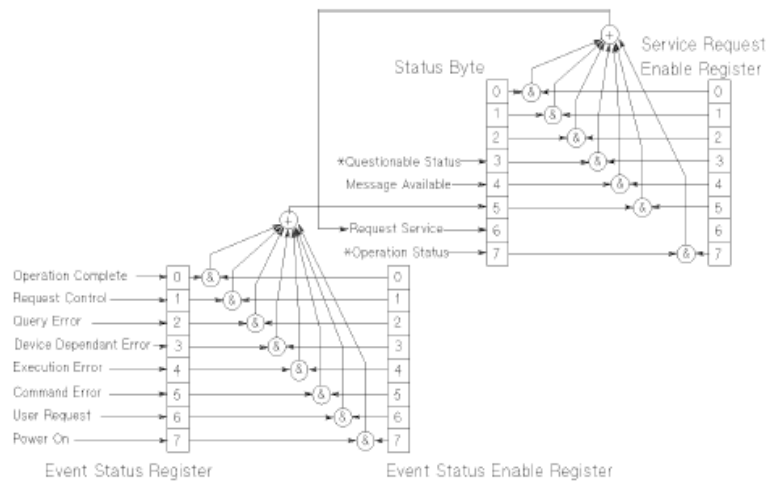 Service Request
Status Byte
Enable Register
+
0 & 0
1 & 1
2 & 2
*Questionable Status 3 & 3
Message Available 4 & 4
5 & 5
+
Request Service 6 6
*Operation Status 7 & 7
Operation Complete 0 & 0
Request Control 1 & 1
Query Error 2 & 2
Device Dependant Error 3 & 3
Execution Error 4 & 4
Command Error 5 & 5
User Request 6 & 6
Power On 7 & 7
Event Status Register
Event Status Enable Register